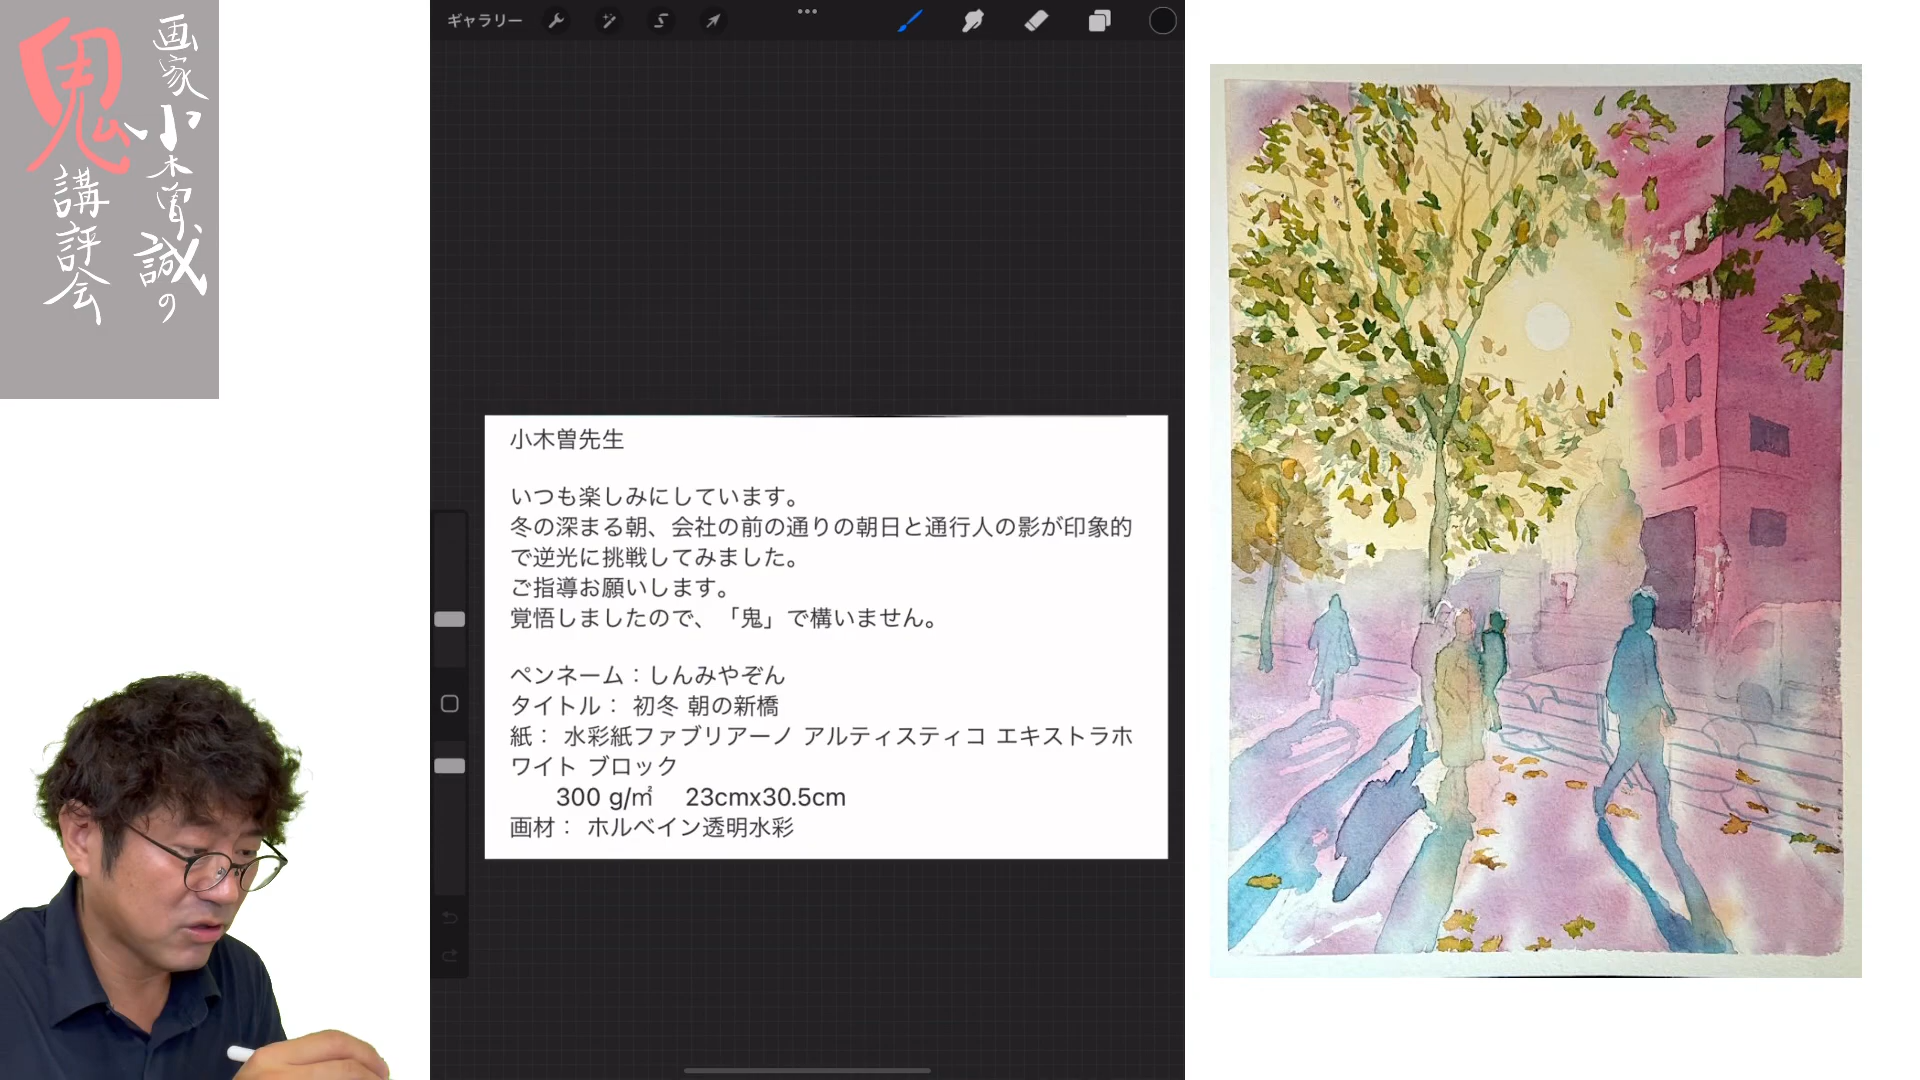 画家小木曽誠の
鬼
講評会
ギャラリー
小木曽先生
いつも楽しみにしています。
冬の深まる朝、会社の前の通りの朝日と通行人の影が印象的
で逆光に挑戦してみました。
ご指導お願いします。
覚悟しましたので、「鬼」で構いません。
ペンネーム：しんみやぞん
タイトル： 初冬 朝の新橋
紙： 水彩紙ファブリアーノ アルティスティコ エキストラホ
ワイト ブロック
300 g/㎡ 23cmx30.5cm
画材： ホルベイン透明水彩